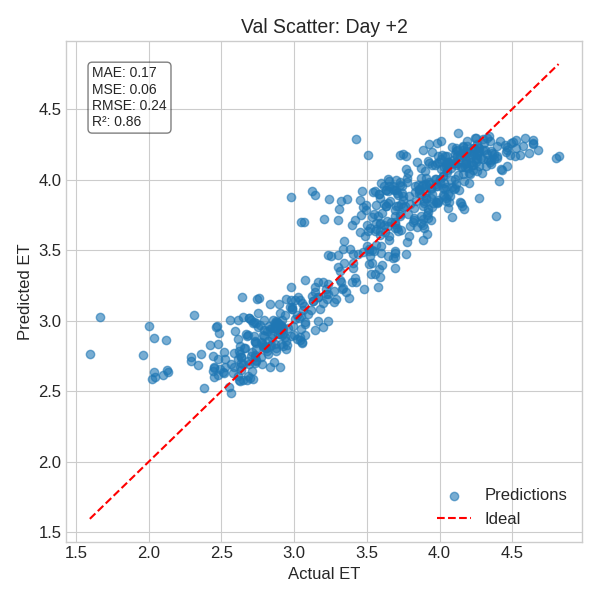 Val Scatter: Day +2
MAE: 0.17
MSE: 0.06
RMSE: 0.24
R²: 0.86
Predicted ET
4.5
4.0
3.5
3.0
2.5
2.0
1.5
Predictions
Ideal
1.5 2.0 2.5 3.0 3.5 4.0 4.5
Actual ET